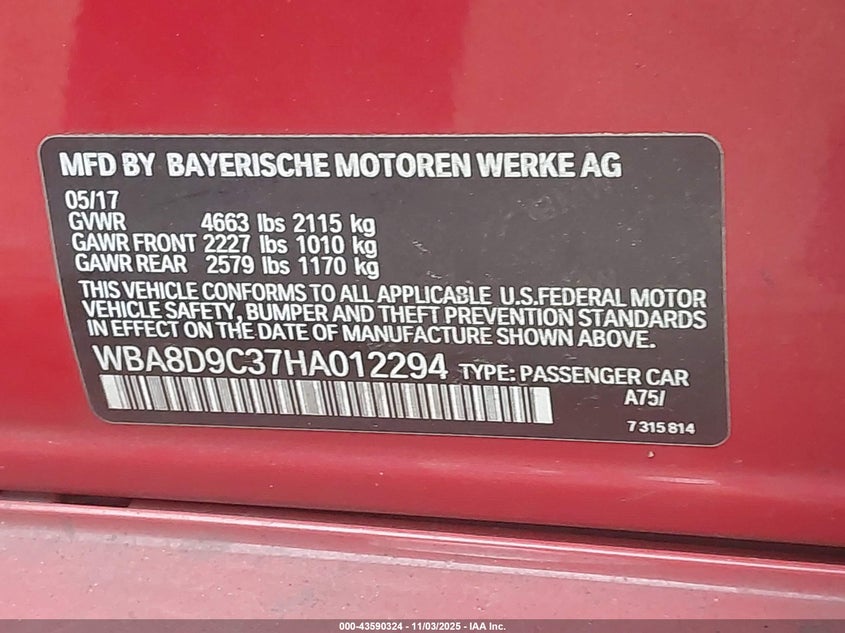 MFD BY BAYERISCHE MOTOREN WERKE AG
05/17
GVWR 4663 lbs 2115 kg
GAWR FRONT 2227 lbs 1010 kg
GAWR REAR 2579 lbs 1170 kg
THIS VEHICLE CONFORMS TO ALL APPLICABLE U.S.FEDERAL MOTOR
VEHICLE SAFETY, BUMPER AND THEFT PREVENTION STANDARDS
IN EFFECT ON THE DATE OF MANUFACTURE SHOWN ABOVE.
WBA8D9C37HA012294 TYPE: PASSENGER CAR
A75/
7315814
000-43590324 - 11/03/2025 - IAA Inc.